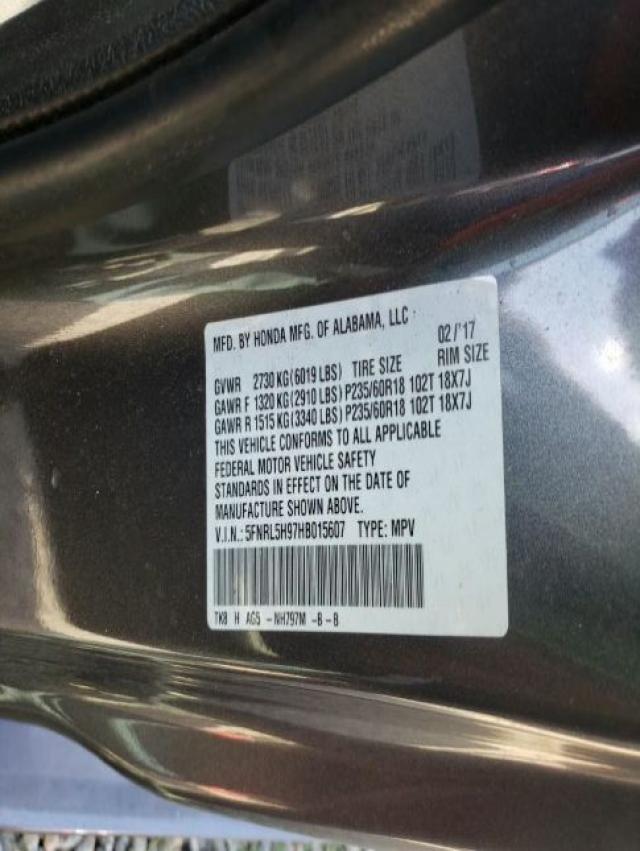 MFD. BY HONDA MFG. OF ALABAMA, LLC. 02/'17
GVWR 2730 KG(6019 LBS) TIRE SIZE RIM SIZE
GAWR F 1320 KG(2910 LBS) P235/60R18 102T 18X7J
GAWR R 1515 KG(3340 LBS) P235/60R18 102T 18X7J
THIS VEHICLE CONFORMS TO ALL APPLICABLE
FEDERAL MOTOR VEHICLE SAFETY
STANDARDS IN EFFECT ON THE DATE OF
MANUFACTURE SHOWN ABOVE.
V.I.N.: 5FNRL5H97HB015607 TYPE: MPV
TK8 H AG5 -NH797M -B-B